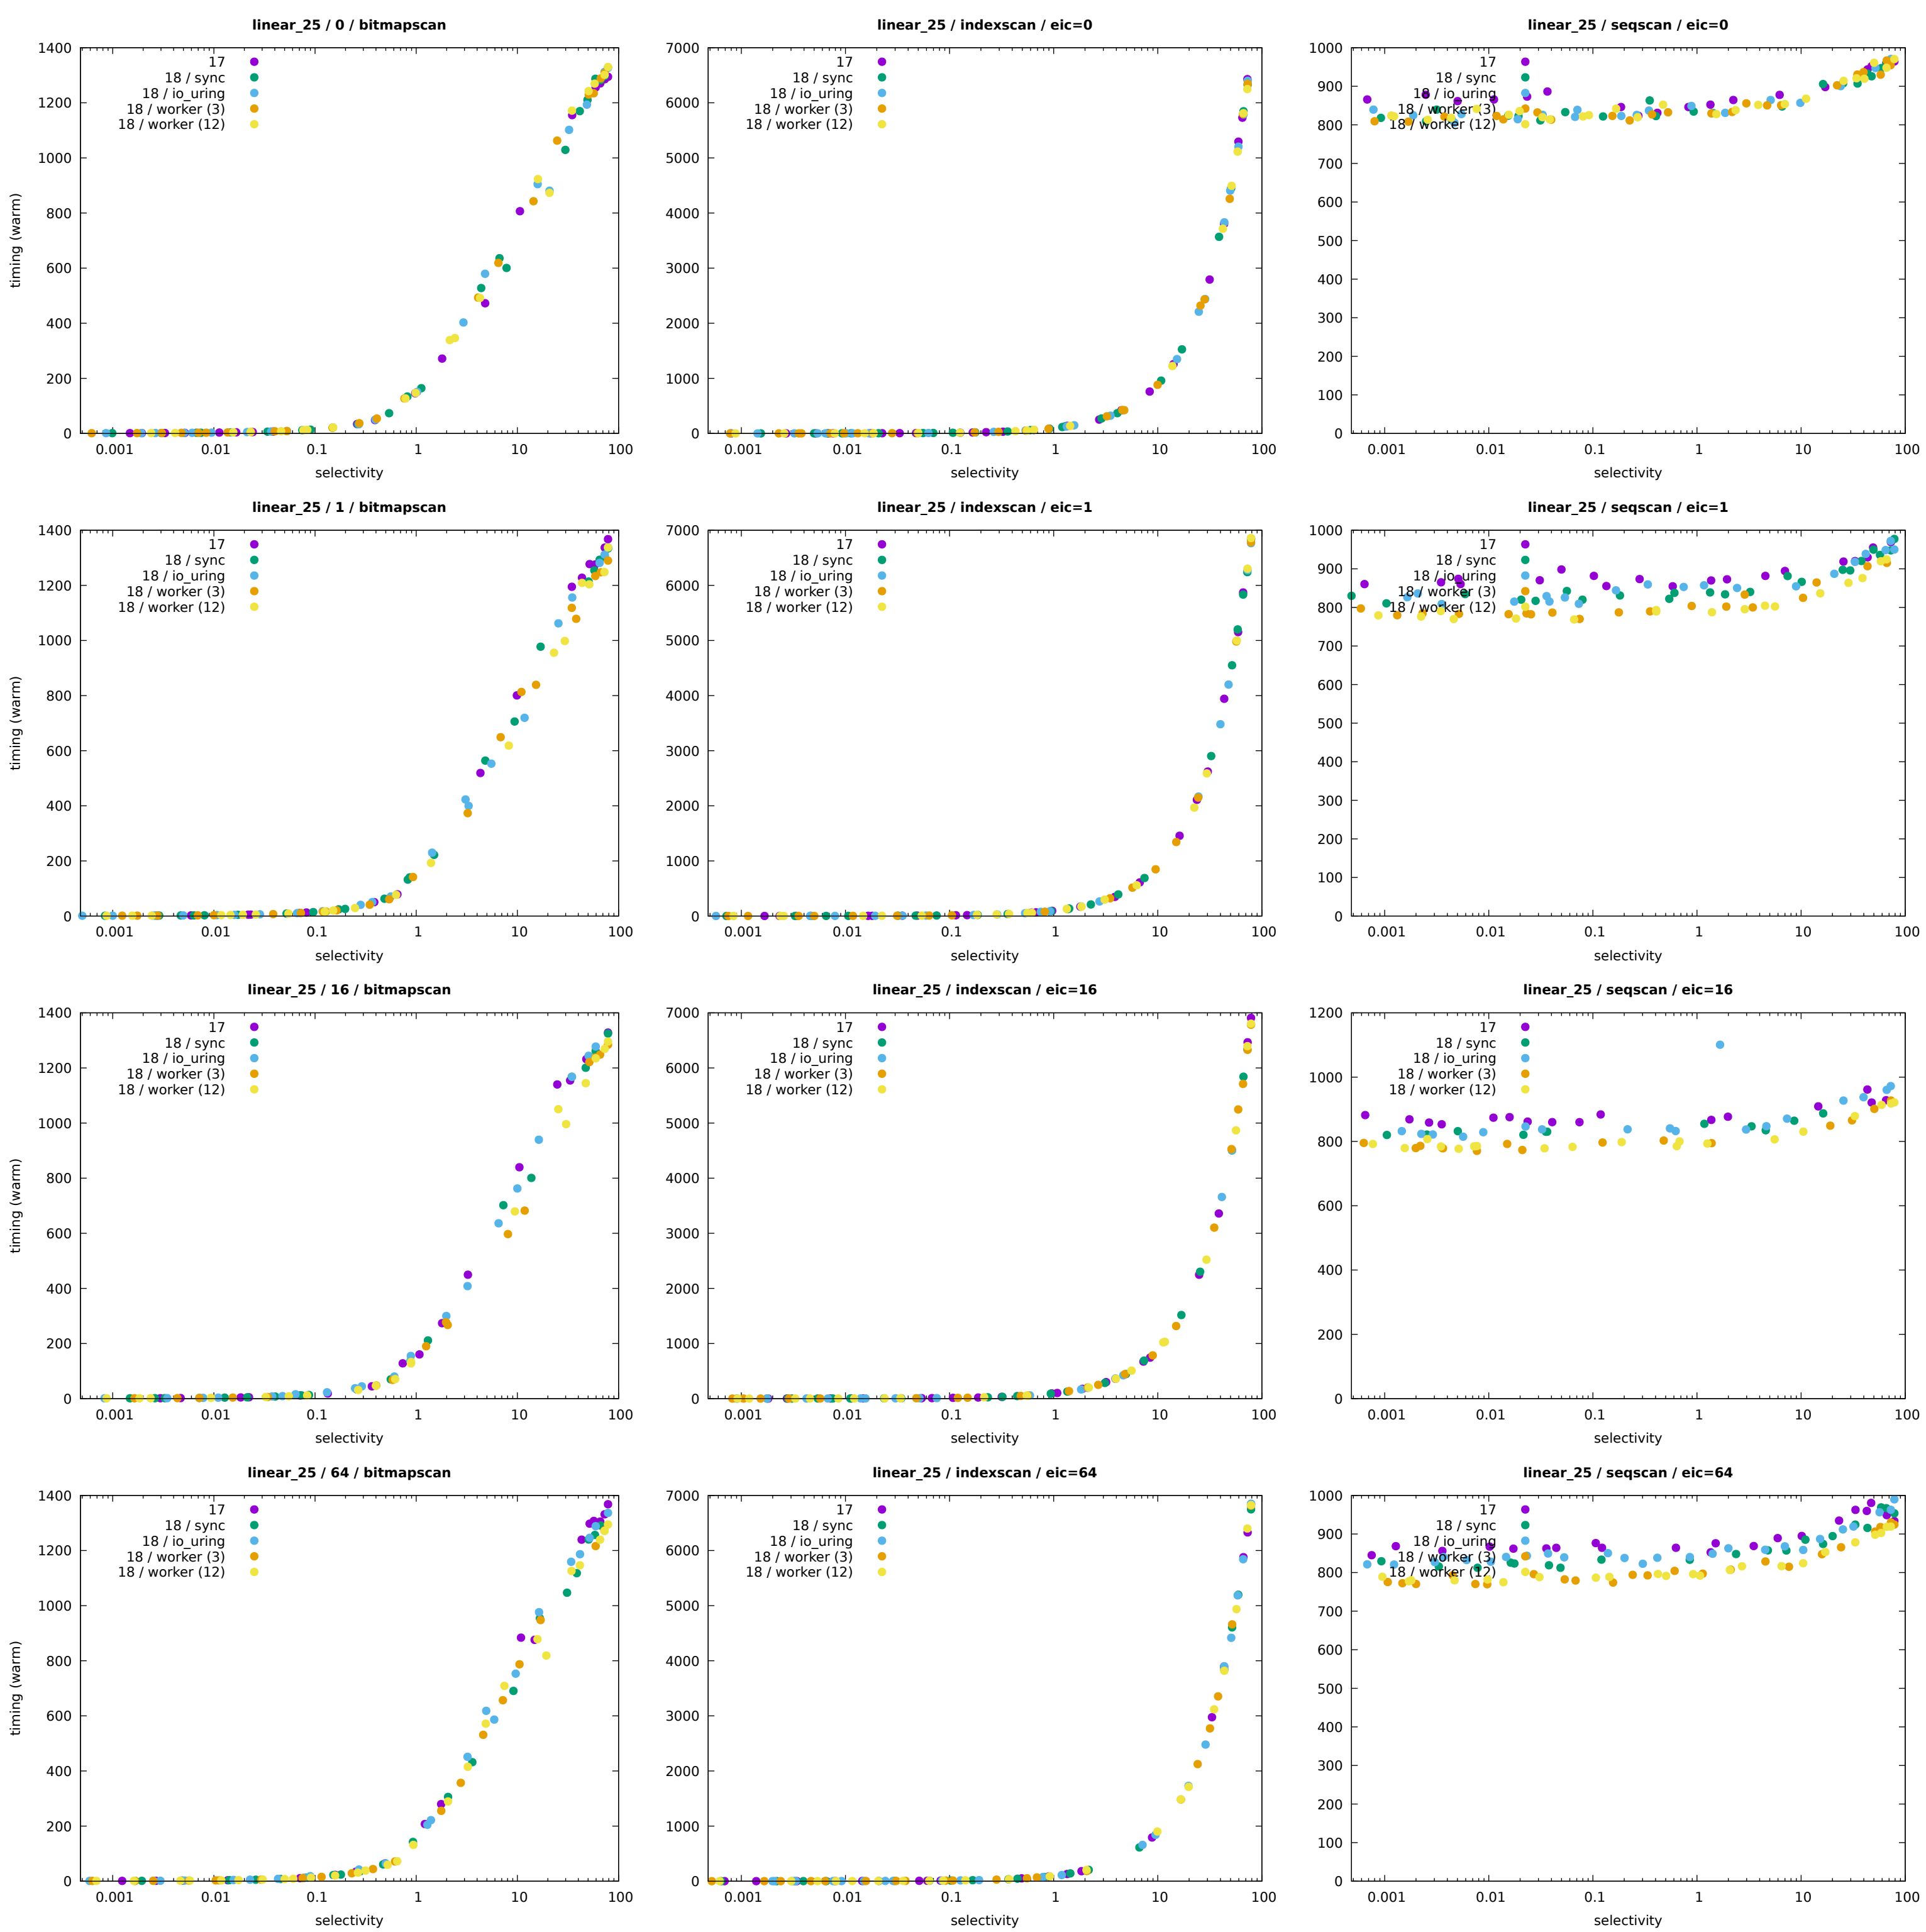 linear_25 / 0 / bitmapscan
1400
1200
1000
800
600
400
200
0
timing (warm)
17
18 / sync
18 / io_uring
18 / worker (3)
18 / worker (12)
0.001 0.01 0.1 1 10 100
selectivity
linear_25 / indexscan / eic=0
7000
6000
5000
4000
3000
2000
1000
0
17
18 / sync
18 / io_uring
18 / worker (3)
18 / worker (12)
0.001 0.01 0.1 1 10 100
selectivity
linear_25 / seqscan / eic=0
1000
900
800
700
600
500
400
300
200
100
0
17
18 / sync
18 / io_uring
18 / worker (3)
18 / worker (12)
0.001 0.01 0.1 1 10 100
selectivity
linear_25 / 1 / bitmapscan
1400
1200
1000
800
600
400
200
0
timing (warm)
17
18 / sync
18 / io_uring
18 / worker (3)
18 / worker (12)
0.001 0.01 0.1 1 10 100
selectivity
linear_25 / indexscan / eic=1
7000
6000
5000
4000
3000
2000
1000
0
17
18 / sync
18 / io_uring
18 / worker (3)
18 / worker (12)
0.001 0.01 0.1 1 10 100
selectivity
linear_25 / seqscan / eic=1
1000
900
800
700
600
500
400
300
200
100
0
17
18 / sync
18 / io_uring
18 / worker (3)
18 / worker (12)
0.001 0.01 0.1 1 10 100
selectivity
linear_25 / 16 / bitmapscan
1400
1200
1000
800
600
400
200
0
timing (warm)
17
18 / sync
18 / io_uring
18 / worker (3)
18 / worker (12)
0.001 0.01 0.1 1 10 100
selectivity
linear_25 / indexscan / eic=16
7000
6000
5000
4000
3000
2000
1000
0
17
18 / sync
18 / io_uring
18 / worker (3)
18 / worker (12)
0.001 0.01 0.1 1 10 100
selectivity
linear_25 / seqscan / eic=16
1200
1000
800
600
400
200
0
17
18 / sync
18 / io_uring
18 / worker (3)
18 / worker (12)
0.001 0.01 0.1 1 10 100
selectivity
linear_25 / 64 / bitmapscan
1400
1200
1000
800
600
400
200
0
timing (warm)
17
18 / sync
18 / io_uring
18 / worker (3)
18 / worker (12)
0.001 0.01 0.1 1 10 100
selectivity
linear_25 / indexscan / eic=64
7000
6000
5000
4000
3000
2000
1000
0
17
18 / sync
18 / io_uring
18 / worker (3)
18 / worker (12)
0.001 0.01 0.1 1 10 100
selectivity
linear_25 / seqscan / eic=64
1000
900
800
700
600
500
400
300
200
100
0
17
18 / sync
18 / io_uring
18 / worker (3)
18 / worker (12)
0.001 0.01 0.1 1 10 100
selectivity